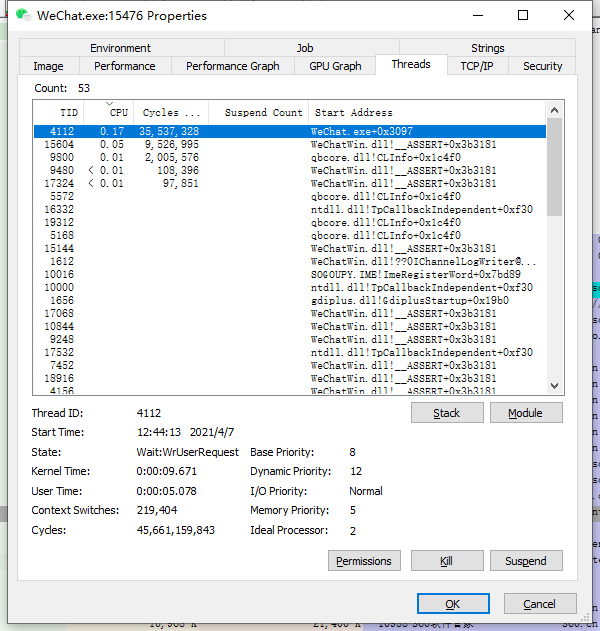 WeChat.exe:15476 Properties
Environment Job Strings
Image Performance Performance Graph GPU Graph Threads TCP/IP Security
Count: 53
TID CPU Cycles ... Suspend Count Start Address
4112 0.17 35,537,328 WeChat.exe+0x3097
15604 0.05 9,526,995 WeChatWin.dll!__ASSERT+0x3b3181
9800 0.01 2,005,576 qbcore.dll!CLInfo+0x1c4f0
9480 < 0.01 108,396 WeChatWin.dll!__ASSERT+0x3b3181
17324 < 0.01 97,851 WeChatWin.dll!__ASSERT+0x3b3181
5572 qbcore.dll!CLInfo+0x1c4f0
16332 ntdll.dll!TpCallbackIndependent+0xf30
19312 qbcore.dll!CLInfo+0x1c4f0
5168 qbcore.dll!CLInfo+0x1c4f0
15144 WeChatWin.dll!__ASSERT+0x3b3181
1612 WeChatWin.dll!??0IChannelLogWriter@...
10016 SOGOUPY.IME!ImeRegisterWord+0x7bd89
10000 ntdll.dll!TpCallbackIndependent+0xf30
1656 gdiplus.dll!GdiplusStartup+0x19b0
17068 WeChatWin.dll!__ASSERT+0x3b3181
10844 WeChatWin.dll!__ASSERT+0x3b3181
9248 WeChatWin.dll!__ASSERT+0x3b3181
17532 ntdll.dll!TpCallbackIndependent+0xf30
7452 WeChatWin.dll!__ASSERT+0x3b3181
18916 WeChatWin.dll!__ASSERT+0x3b3181
4156 WeChatWin.dll!__ASSERT+0x3b3181
Stack Module
Thread ID: 4112
Start Time: 12:44:13 2021/4/7
State: Wait:WrUserRequest Base Priority: 8
Kernel Time: 0:00:09.671 Dynamic Priority: 12
User Time: 0:00:05.078 I/O Priority: Normal
Context Switches: 219,404 Memory Priority: 5
Cycles: 45,661,159,843 Ideal Processor: 2
Permissions Kill Suspend
OK Cancel